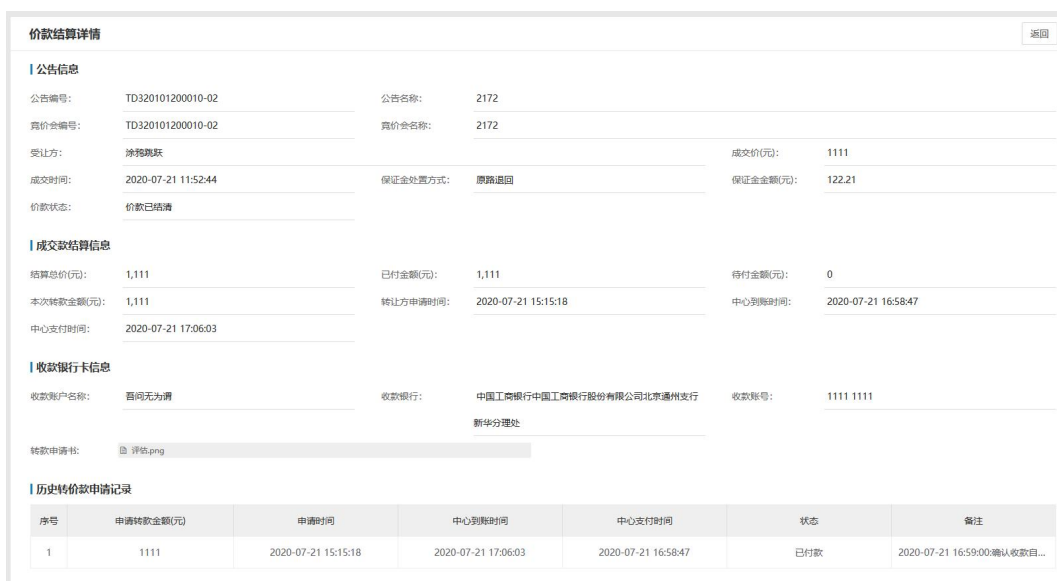 价款结算详情 返回
公告信息
公告编号: TD320101200010-02 公告名称: 2172
竞价会编号: TD320101200010-02 竞价会名称: 2172
受让方: 涂鸦跳跃 成交价(元): 1111
成交时间: 2020-07-21 11:52:44 保证金处置方式: 原路退回 保证金金额(元): 122.21
价款状态: 价款已结清
成交款结算信息
结算总价(元): 1,111 已付金额(元): 1,111 待付金额(元): 0
本次转款金额(元): 1,111 转让方申请时间: 2020-07-21 15:15:18 中心到账时间: 2020-07-21 16:58:47
中心支付时间: 2020-07-21 17:06:03
收款银行卡信息
收款账户名称: 吾问无为谓 收款银行: 中国工商银行中国工商银行股份有限公司北京通州支行 收款账号: 1111 1111
新华分理处
转款申请书: 评估.png
历史转价款申请记录
序号 申请转款金额(元) 申请时间 中心到账时间 中心支付时间 状态 备注
1 1111 2020-07-21 15:15:18 2020-07-21 17:06:03 2020-07-21 16:58:47 已付款 2020-07-21 16:59:00:确认收款自...